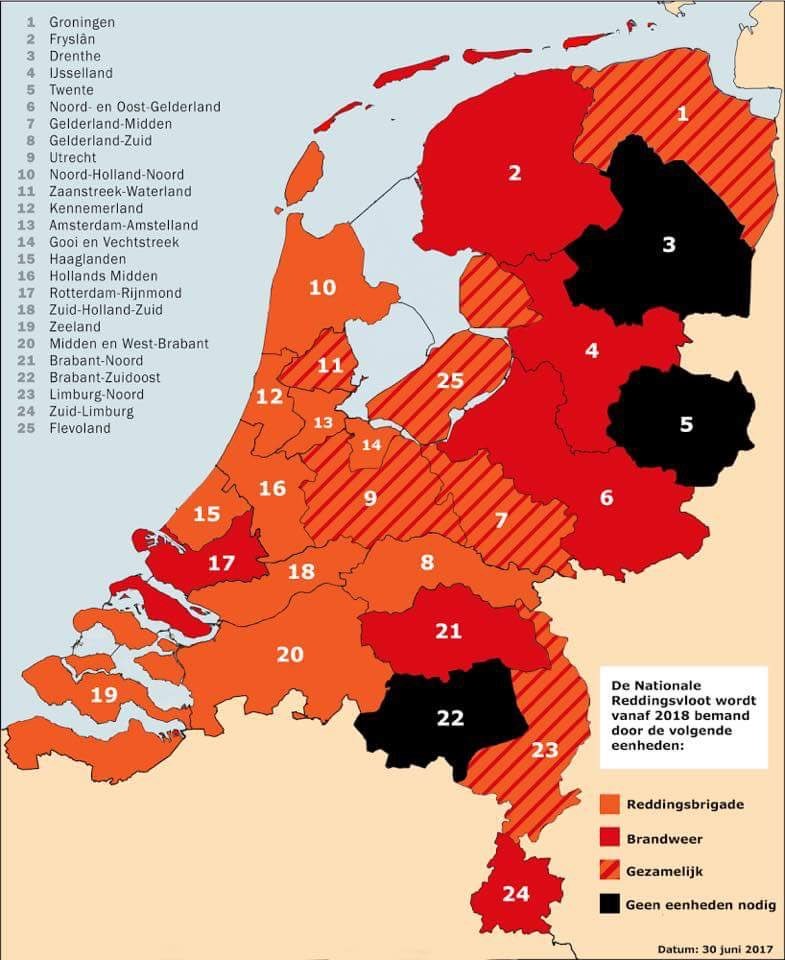 1 Groningen
2 Fryslân
3 Drenthe
4 IJsselland
5 Twente
6 Noord- en Oost-Gelderland
7 Gelderland-Midden
8 Gelderland-Zuid
9 Utrecht
10 Noord-Holland-Noord
11 Zaanstreek-Waterland
12 Kennemerland
13 Amsterdam-Amstelland
14 Gooi en Vechtstreek
15 Haaglanden
16 Hollands Midden
17 Rotterdam-Rijnmond
18 Zuid-Holland-Zuid
19 Zeeland
20 Midden en West-Brabant
21 Brabant-Noord
22 Brabant-Zuidoost
23 Limburg-Noord
24 Zuid-Limburg
25 Flevoland
1
2
3
10
4
11
25
12
13
5
14
16
9
6
15
7
17
18
8
21
20
19
22
23
24
De Nationale
Reddingsvloot wordt
vanaf 2018 bemand
door de volgende
eenheden:
Reddingsbrigade
Brandweer
Gezamelijk
Geen eenheden nodig
Datum: 30 juni 2017